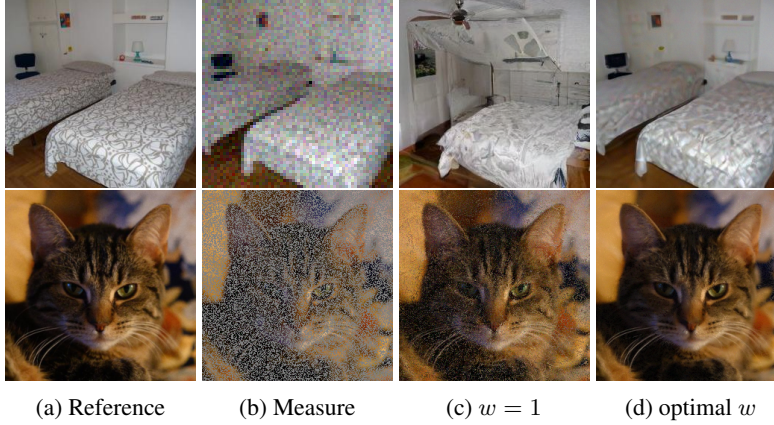 (a) Reference
(b) Measure
(c) w = 1
(d) optimal w